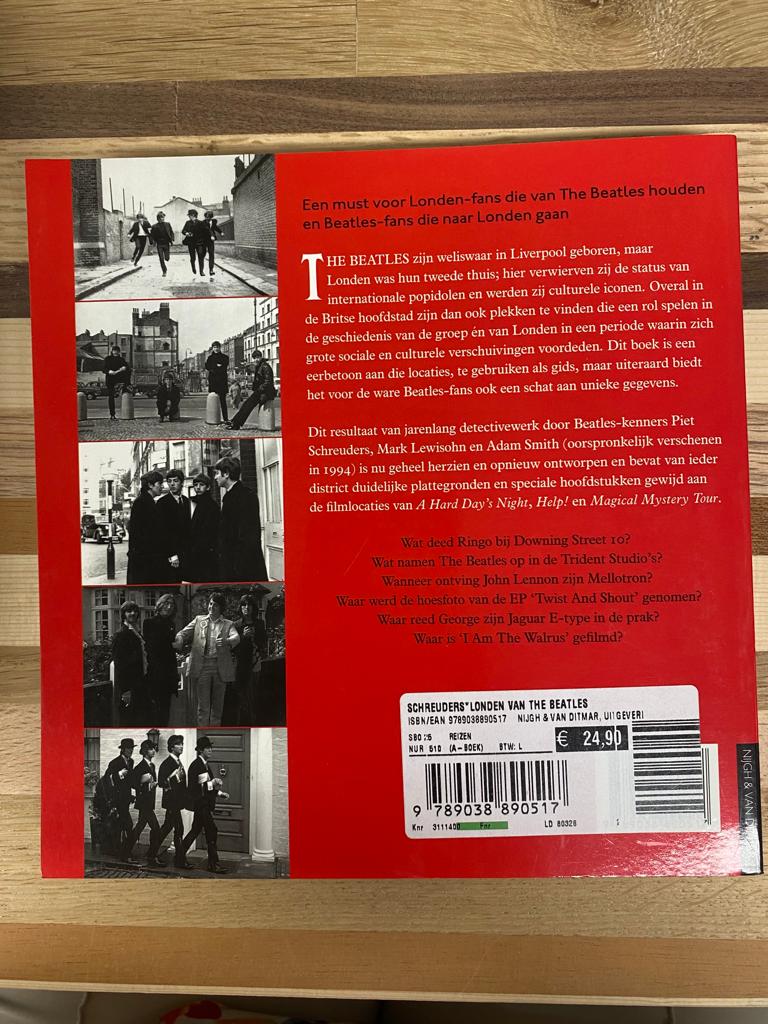 Een must voor Londen-fans die van The Beatles houden
en Beatles-fans die naar Londen gaan
THE BEATLES zijn weliswaar in Liverpool geboren, maar
Londen was hun tweede thuis; hier verwierven zij de status van
internationale popidolen en werden zij culturele iconen. Overal in
de Britse hoofdstad zijn dan ook plekken te vinden die een rol spelen in
de geschiedenis van de groep én van Londen in een periode waarin zich
grote sociale en culturele verschuivingen voordeden. Dit boek is een
eerbetoon aan die locaties, te gebruiken als gids, maar uiteraard biedt
het voor de ware Beatles-fans ook een schat aan unieke gegevens.
Dit resultaat van jarenlang detectivewerk door Beatles-kenners Piet
Schreuders, Mark Lewisohn en Adam Smith (oorspronkelijk verschenen
in 1994) is nu geheel herzien en opnieuw ontworpen en bevat van ieder
district duidelijke plattegronden en speciale hoofdstukken gewijd aan
de filmlocaties van A Hard Day's Night, Help! en Magical Mystery Tour.
Wat deed Ringo bij Downing Street 10?
Wat namen The Beatles op in de Trident Studio's?
Wanneer ontving John Lennon zijn Mellotron?
Waar werd de hoesfoto van de EP 'Twist And Shout' genomen?
Waar reed George zijn Jaguar E-type in de prak?
Waar is 'I Am The Walrus' gefilmd?
SCHREUDERS*LONDEN VAN THE BEATLES
ISBN/EAN 9789038890517 NIJGH & VAN DITMAR, UITGEVERI
REIZEN
NUR 510 (A-BOEK) BTW: L
€ 24,90
9 789038 890517
Knr 3111400 Fnr LD 80326
NIJGH & VAN D